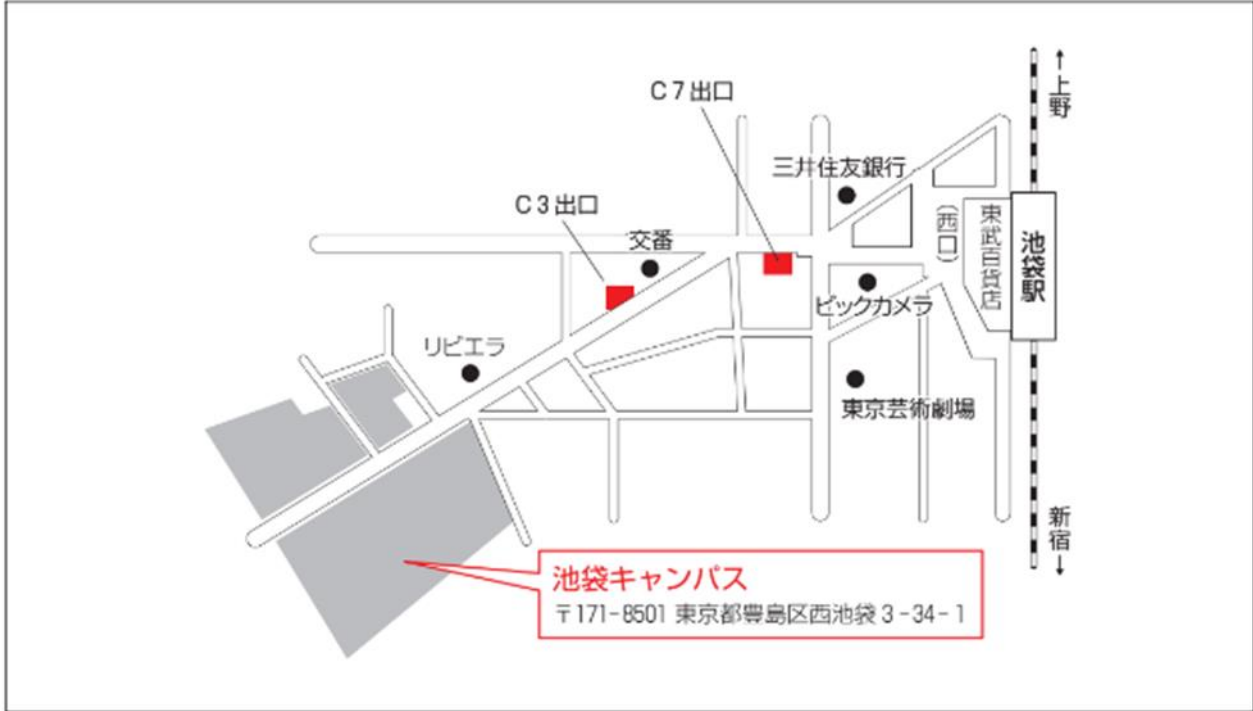 ←上野
C7出口
三井住友銀行
C3出口
交番
(西口)
東武百貨店
池袋駅
ビックカメラ
リビエラ
東京芸術劇場
新宿→
池袋キャンパス
〒171-8501 東京都豊島区西池袋3-34-1